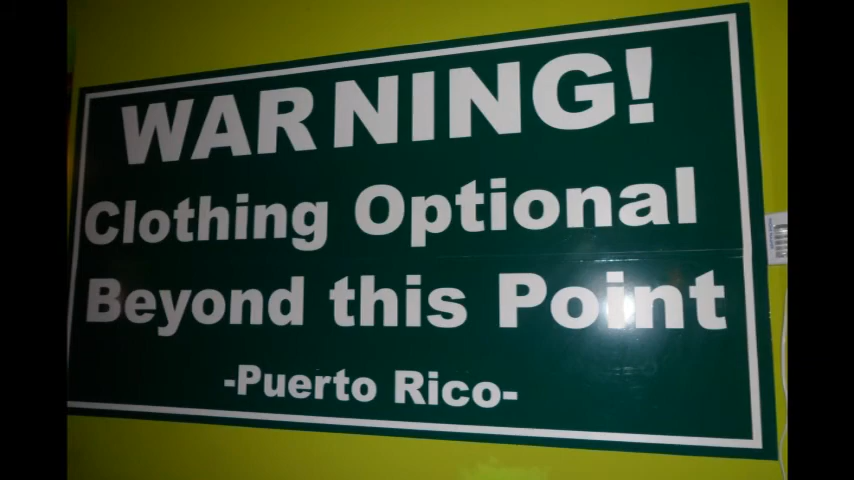 WARNING!
Clothing Optional
Beyond this Point
-Puerto Rico-